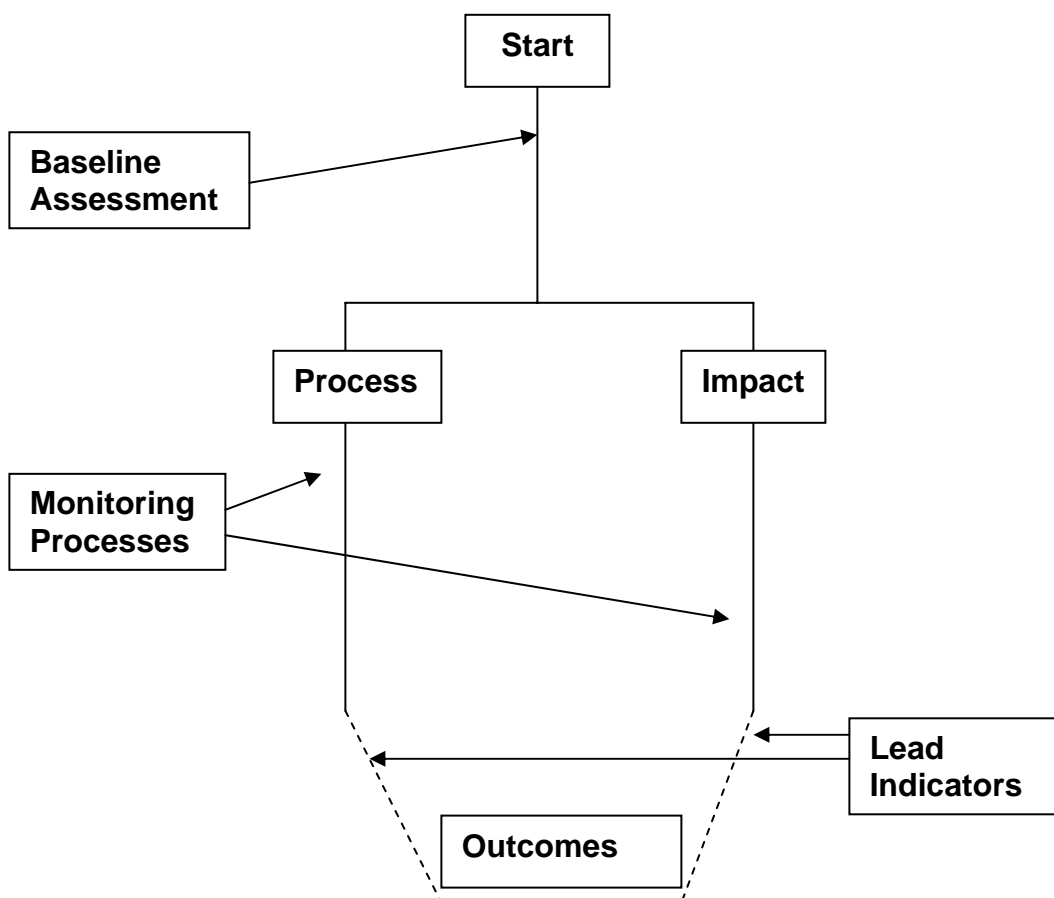 Start
Baseline
Assessment
Process
Impact
Monitoring
Processes
Lead
Indicators
Outcomes